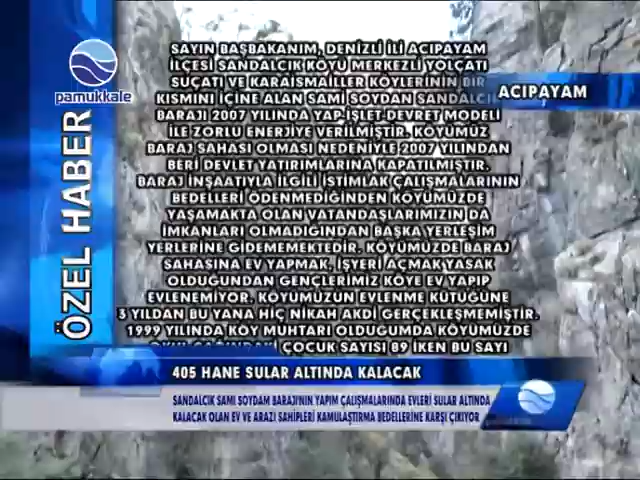 SAYIN BAŞBAKANIM, DENİZLİ İLİ ACIPAYAM
İLÇESİ SANDALCIK KÖYÜ MERKEZLİ YOLÇATI
SUÇATI VE KARAİSMAİLLER KÖYLERİNİN BİR
KISMINI İÇİNE ALAN SAMİ SOYDAN SANDALCIK
BARAJI 2007 YILINDA YAP İŞLET DEVRET MODELİ
İLE ZORLU ENERJİYE VERİLMİŞTİR. KÖYÜMÜZ
BARAJ SAHASI OLMASI NEDENİYLE 2007 YILINDAN
BERİ DEVLET YATIRIMLARINA KAPATILMIŞTIR.
BARAJ İNŞAATIYLA İLGİLİ İSTİMLAK ÇALIŞMALARININ
BEDELLERİ ÖDENMEDİĞİNDEN KÖYÜMÜZDE
YAŞAMAKTA OLAN VATANDAŞLARIMIZIN DA
İMKANLARI OLMADIĞINDAN BAŞKA YERLEŞİM
YERLERİNE GİDEMEMEKTEDİR. KÖYÜMÜZDE BARAJ
SAHASINA EV YAPMAK, İŞYERİ AÇMAK YASAK
OLDUĞUNDAN GENÇLERİMİZ KÖYE EV YAPIP
EVLENEMİYOR. KÖYÜMÜZÜN EVLENME KÜTÜĞÜNE
3 YILDAN BU YANA HİÇ NİKAH AKDİ GERÇEKLEŞMEMİŞTİR.
1999 YILINDA KÖY MUHTARI OLDUĞUMDA KÖYÜMÜZDE
ÇOCUK SAYISI 89 İKEN BU SAYI
pamukkale
ÖZEL HABER
ACIPAYAM
405 HANE SULAR ALTINDA KALACAK
SANDALCIK SAMİ SOYDAM BARAJI'NIN YAPIM ÇALIŞMALARINDA EVLERİ SULAR ALTINDA
KALACAK OLAN EV VE ARAZİ SAHİPLERİ KAMULAŞTIRMA BEDELLERİNE KARŞI ÇIKIYOR